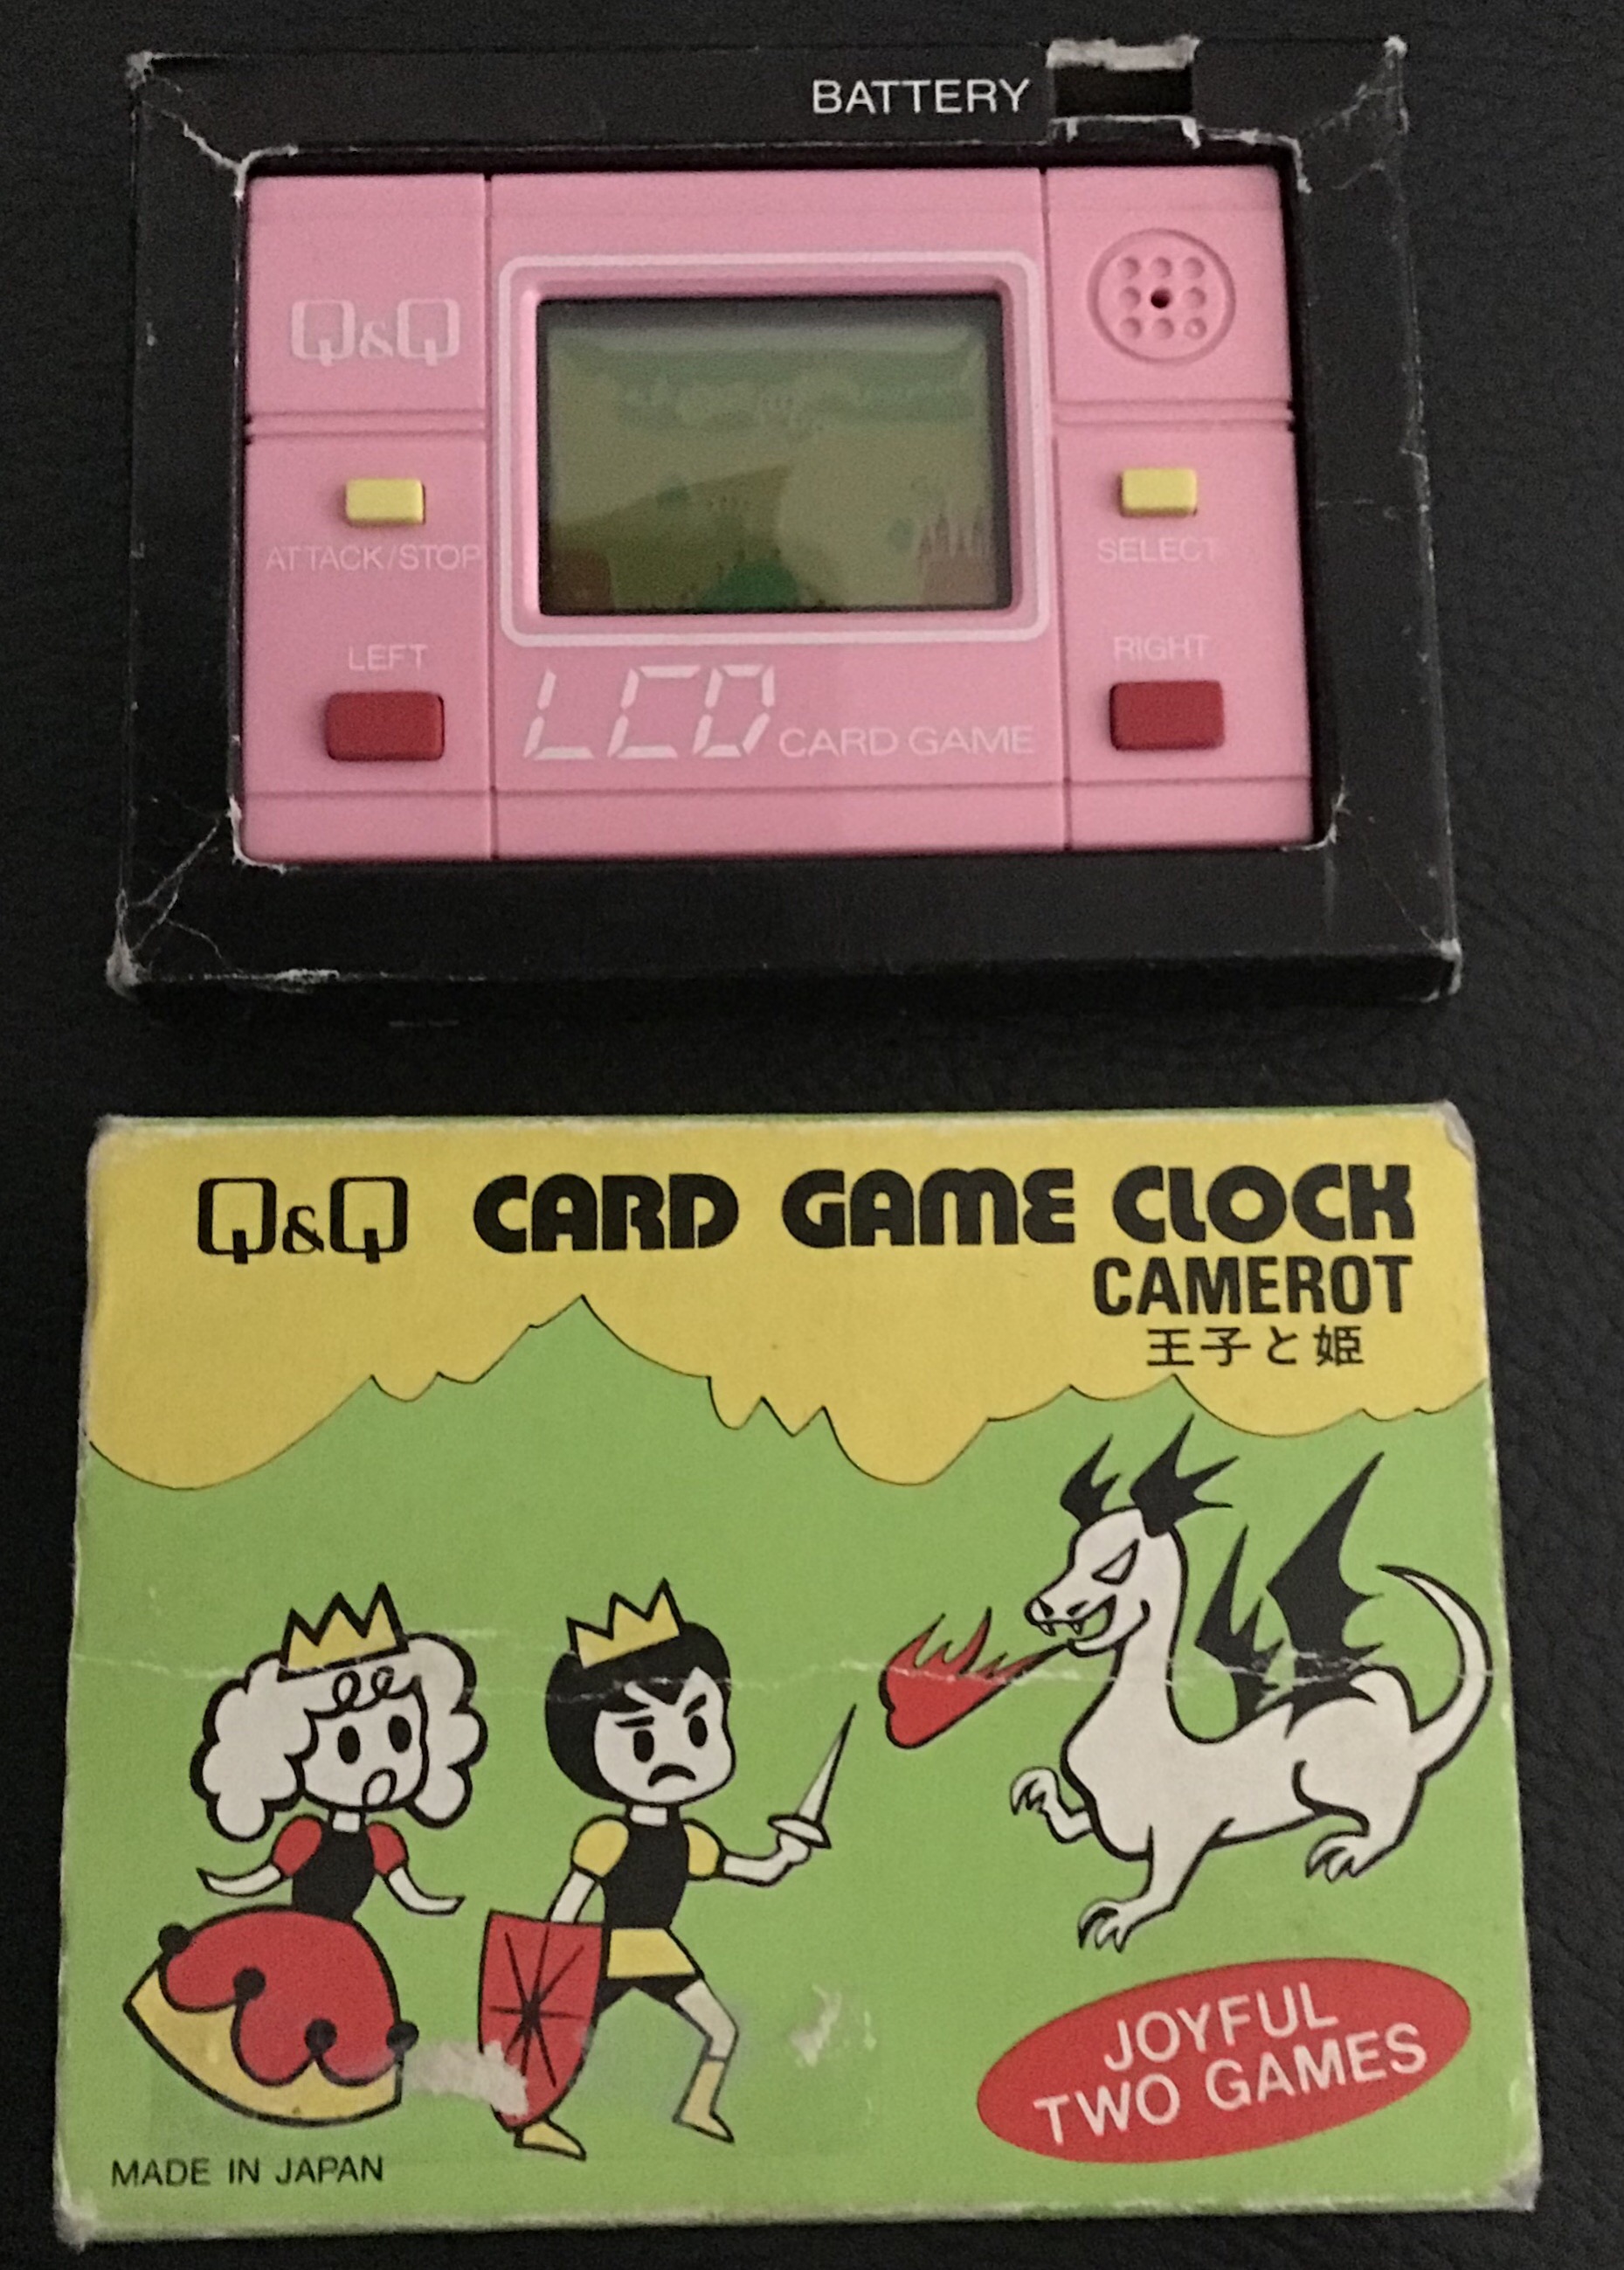 BATTERY
Q&Q
ATTACK/STOP
SELECT
LEFT
RIGHT
LCD CARD GAME
Q&Q CARD GAME CLOCK
CAMEROT
王子と姫
JOYFUL
TWO GAMES
MADE IN JAPAN